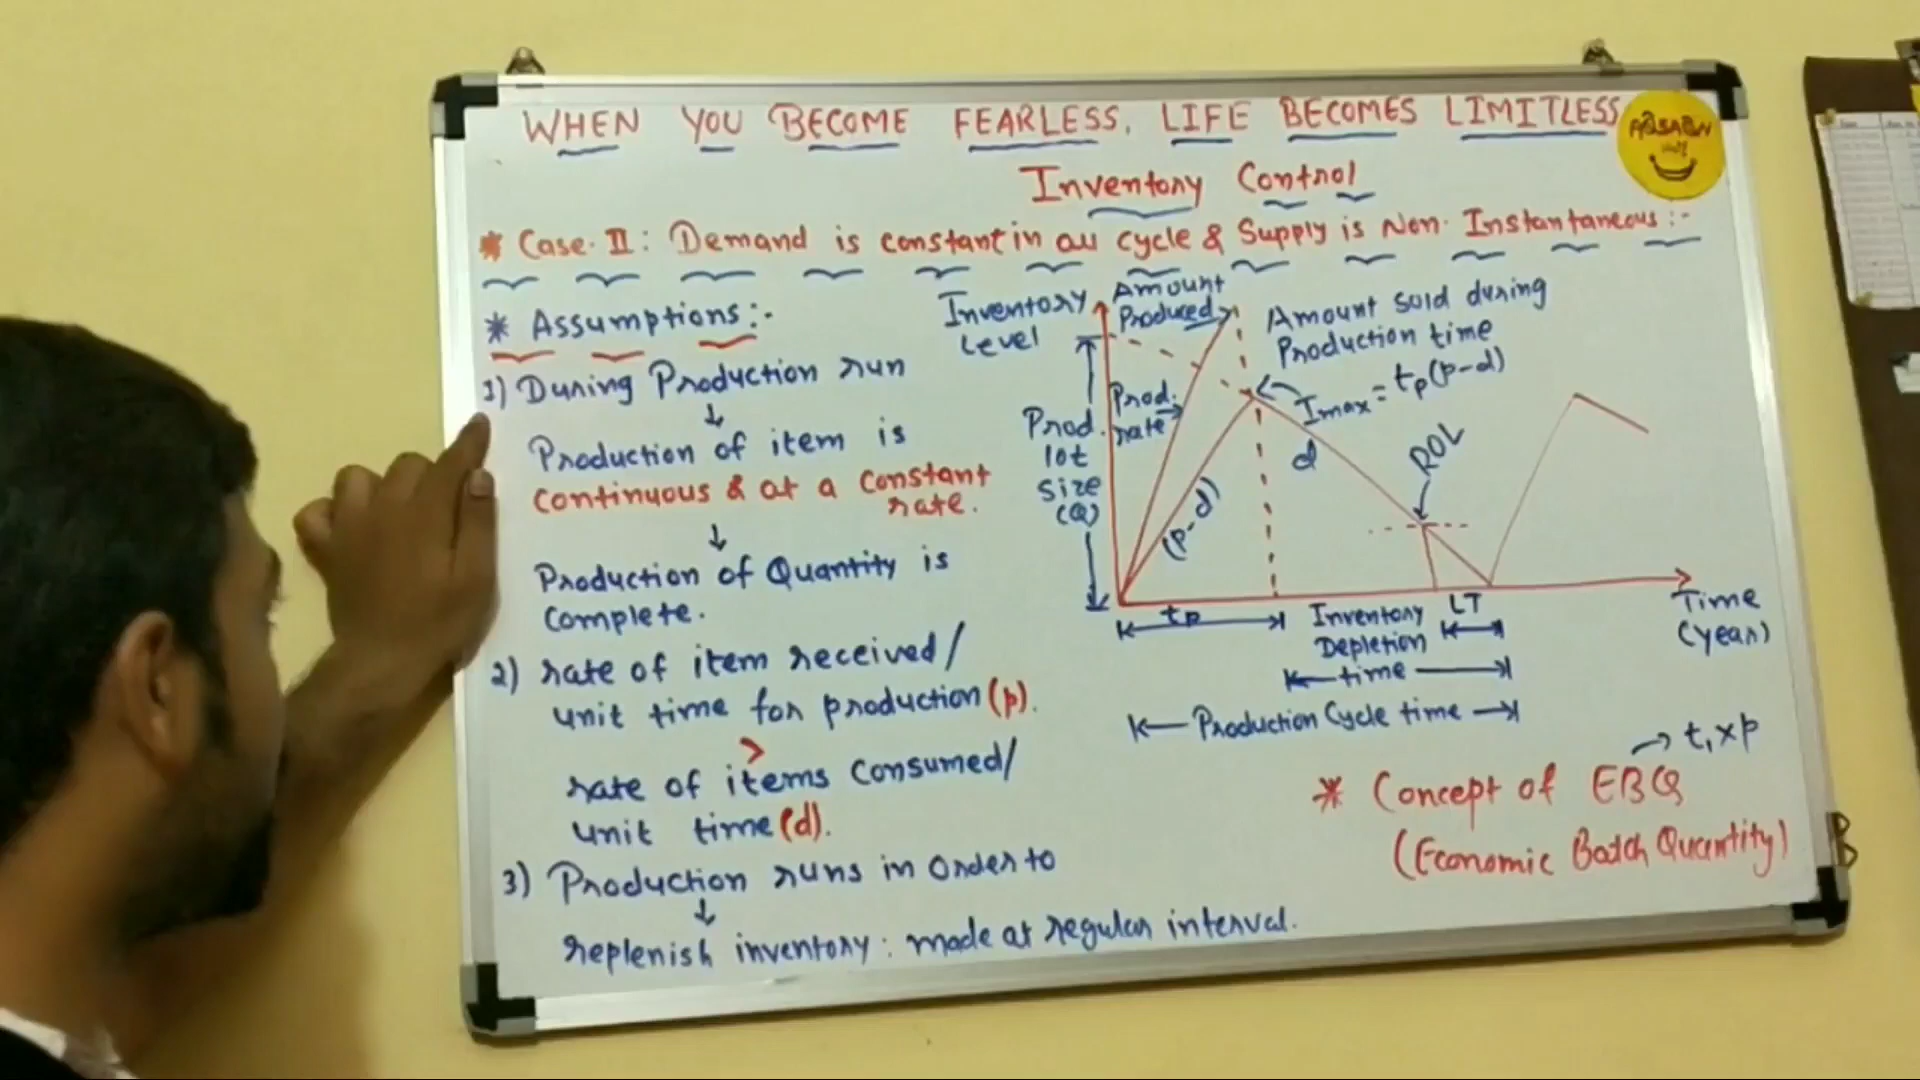 WHEN YOU BECOME FEARLESS, LIFE BECOMES LIMITLESS
Inventory Control
* Case-II: Demand is constant in all cycle & Supply is Non-Instantaneous:-
* Assumptions:-
1) During Production run
↓
Production of item is
continuous & at a constant
rate.
↓
Production of Quantity is
complete.
2) rate of item received/
unit time for production (p).
>
rate of items consumed/
unit time (d).
3) Production runs in order to
↓
replenish inventory: made at regular interval.
Inventory
level
Amount
Produced
Amount sold during
Production time
Imax = tp(p-d)
Prod.
rate
Prod.
lot
size
(Q)
(p-d)
d
ROL
tp
Inventory
Depletion
time
LT
Time
(year)
Production Cycle time
t1 x p
* Concept of EBQ
(Economic Batch Quantity)